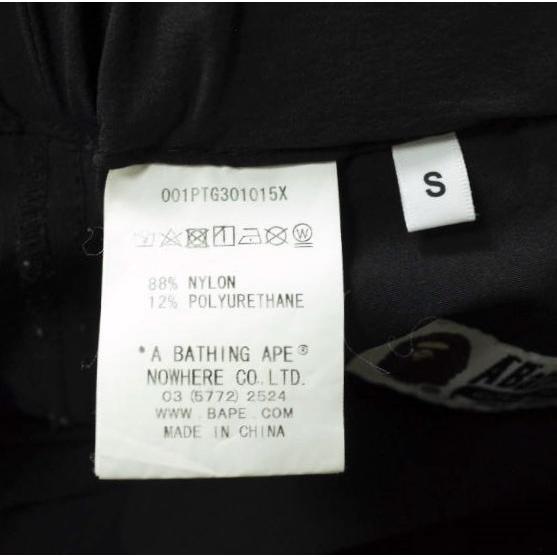 001PTG301015X
S
88% NYLON
12% POLYURETHANE
*A BATHING APE®
NOWHERE CO.,LTD.
03 (5772) 2524
WWW.BAPE.COM
MADE IN CHINA